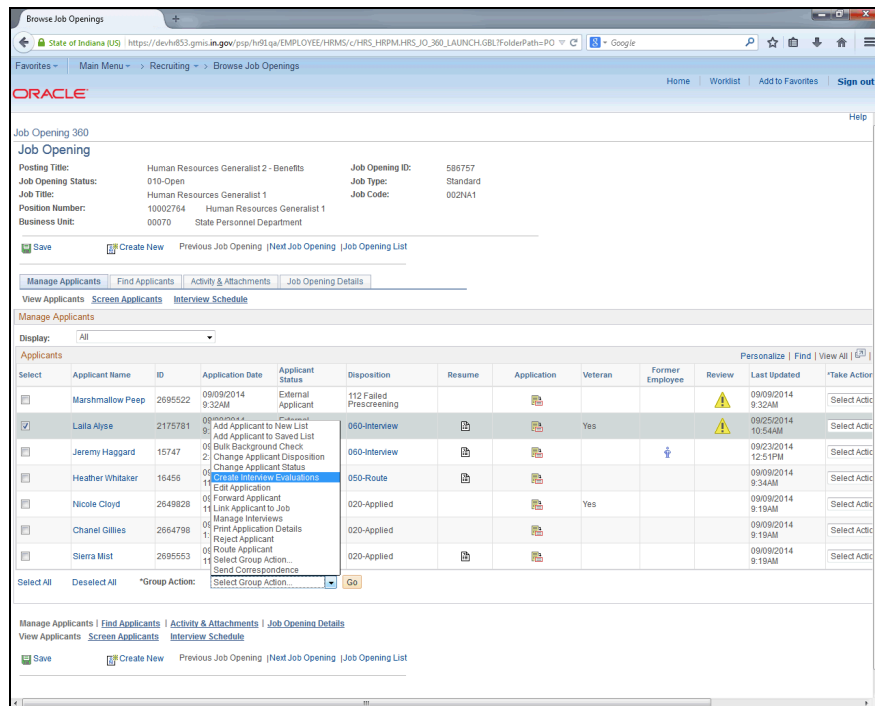 Browse Job Openings
+
State of Indiana (US) https://devhr853.gmis.in.gov/psp/hr91qa/EMPLOYEE/HRMS/c/HRS_HRPM.HRS_JO_360_LAUNCH.GBL?FolderPath=PO
8 Google
Favorites Main Menu > Recruiting > Browse Job Openings
Home Worklist Add to Favorites Sign out
ORACLE
Help
Job Opening 360
Job Opening
Posting Title: Human Resources Generalist 2 - Benefits Job Opening ID: 586757
Job Opening Status: 010-Open Job Type: Standard
Job Title: Human Resources Generalist 1 Job Code: 002NA1
Position Number: 10002764 Human Resources Generalist 1
Business Unit: 00070 State Personnel Department
Save Create New Previous Job Opening | Next Job Opening | Job Opening List
Manage Applicants Find Applicants Activity & Attachments Job Opening Details
View Applicants Screen Applicants Interview Schedule
Manage Applicants
Display: All
Applicants Personalize | Find | View All |
Select Applicant Name ID Application Date Applicant Status Disposition Resume Application Veteran Former Employee Review Last Updated *Take Action
Marshmallow Peep 2695522 09/09/2014 9:32AM External Applicant 112 Failed Prescreening 09/09/2014 9:32AM Select Actio
Laila Alyse 2175781 060-Interview Yes 09/25/2014 10:54AM Select Actio
Jeremy Haggard 15747 060-Interview 09/23/2014 12:51PM Select Actio
Heather Whitaker 16456 050-Route 09/09/2014 9:34AM Select Actio
Nicole Cloyd 2649828 020-Applied Yes 09/09/2014 9:19AM Select Actio
Chanel Gillies 2664798 020-Applied 09/09/2014 9:19AM Select Actio
Sierra Mist 2695553 020-Applied 09/09/2014 9:19AM Select Actio
Add Applicant to New List
Add Applicant to Saved List
Bulk Background Check
Change Applicant Disposition
Change Applicant Status
Create Interview Evaluations
Edit Application
Forward Applicant
Link Applicant to Job
Manage Interviews
Print Application Details
Reject Applicant
Route Applicant
Select Group Action...
Send Correspondence
Select All Deselect All *Group Action: Select Group Action... Go
Manage Applicants | Find Applicants | Activity & Attachments | Job Opening Details
View Applicants Screen Applicants Interview Schedule
Save Create New Previous Job Opening | Next Job Opening | Job Opening List